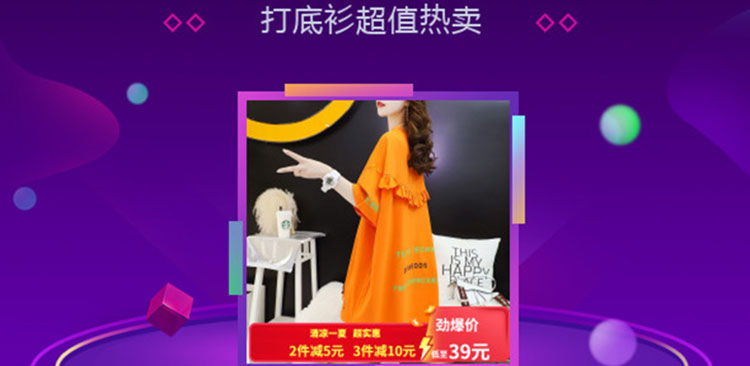 打底衫超值热卖
THIS
IS MY
HAPPY
PLACE!
清凉一夏 超实惠
2件减5元 3件减10元
劲爆价
低至39元